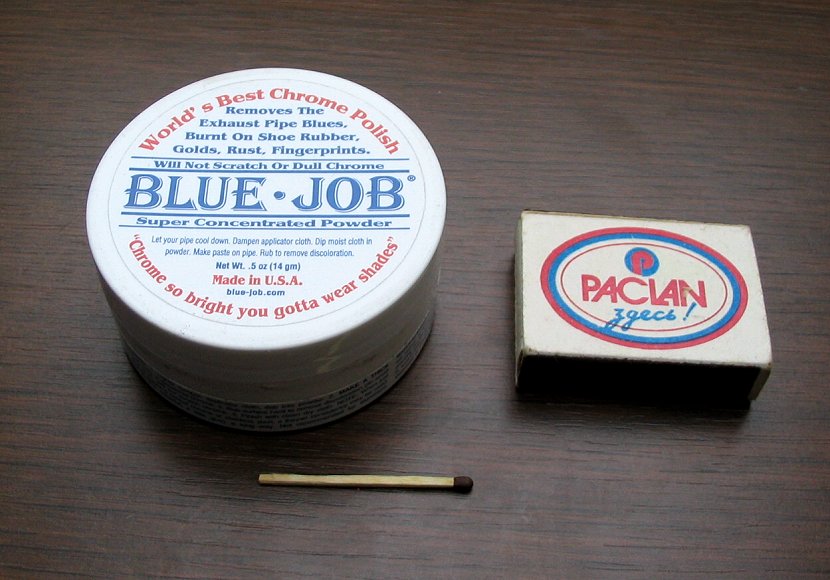 World's Best Chrome Polish
Removes The
Exhaust Pipe Blues,
Burnt On Shoe Rubber,
Golds, Rust, Fingerprints.
Will Not Scratch Or Dull Chrome
BLUE • JOB®
Super Concentrated Powder
Let your pipe cool down. Dampen applicator cloth. Dip moist cloth in
powder. Make paste on pipe. Rub to remove discoloration.
Net Wt. .5 oz (14 gm)
Made in U.S.A.
blue-job.com
"Chrome so bright you gotta wear shades"
PACLAN
здесь!